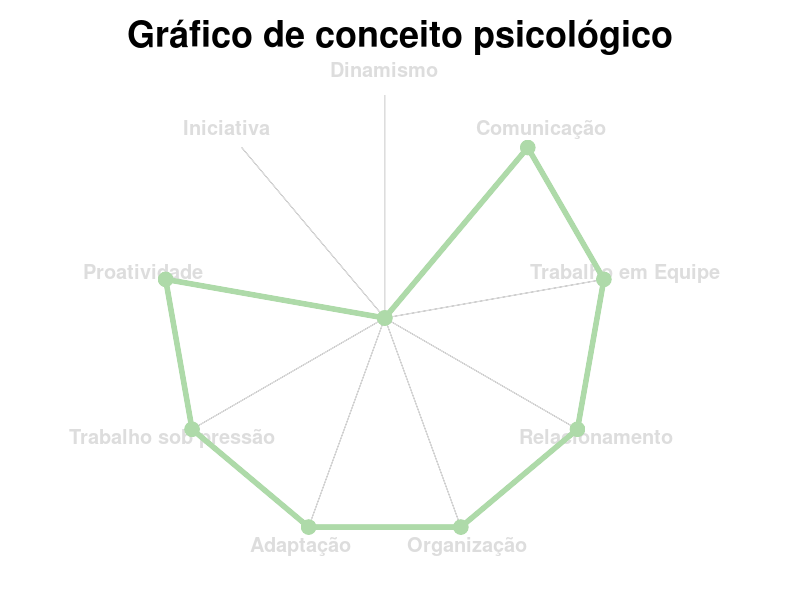 Gráfico de conceito psicológico
Dinamismo
Iniciativa
Comunicação
Proatividade
Trabalho em Equipe
Trabalho sob pressão
Relacionamento
Adaptação
Organização